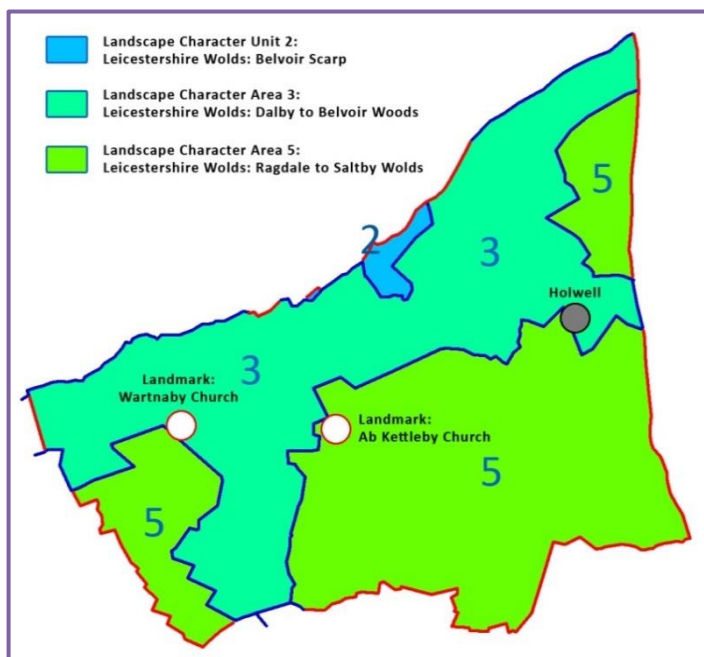 Landscape Character Unit 2:
Leicestershire Wolds: Belvoir Scarp
Landscape Character Area 3:
Leicestershire Wolds: Dalby to Belvoir Woods
Landscape Character Area 5:
Leicestershire Wolds: Ragdale to Saltby Wolds
5
2
3
Holwell
3
Landmark:
Wartnaby Church
Landmark:
Ab Kettleby Church
5
5